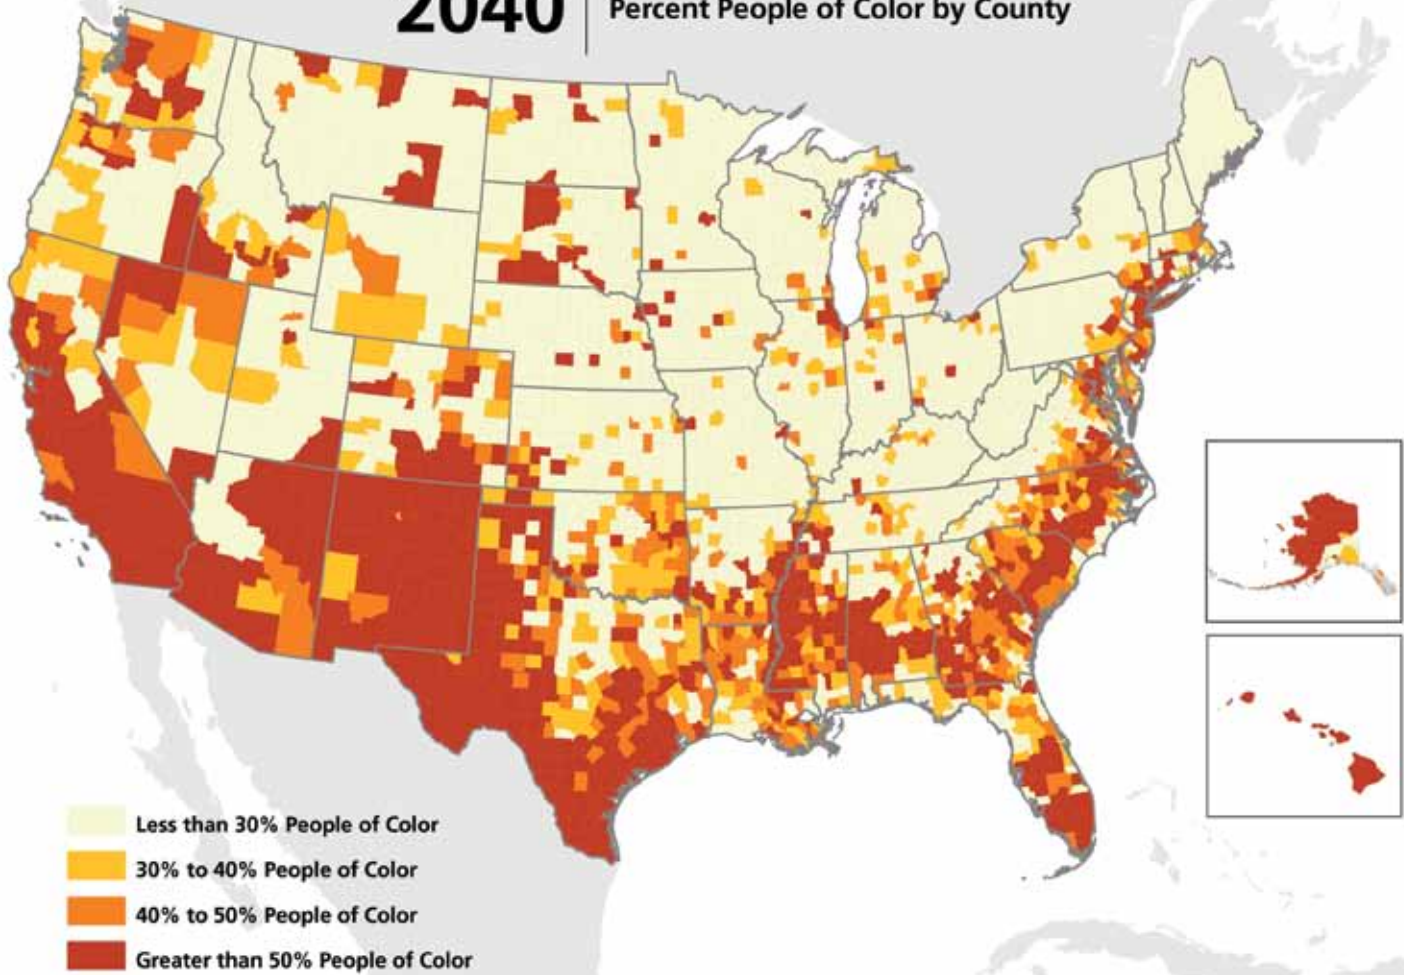 2040
Percent People of Color by County
Less than 30% People of Color
30% to 40% People of Color
40% to 50% People of Color
Greater than 50% People of Color